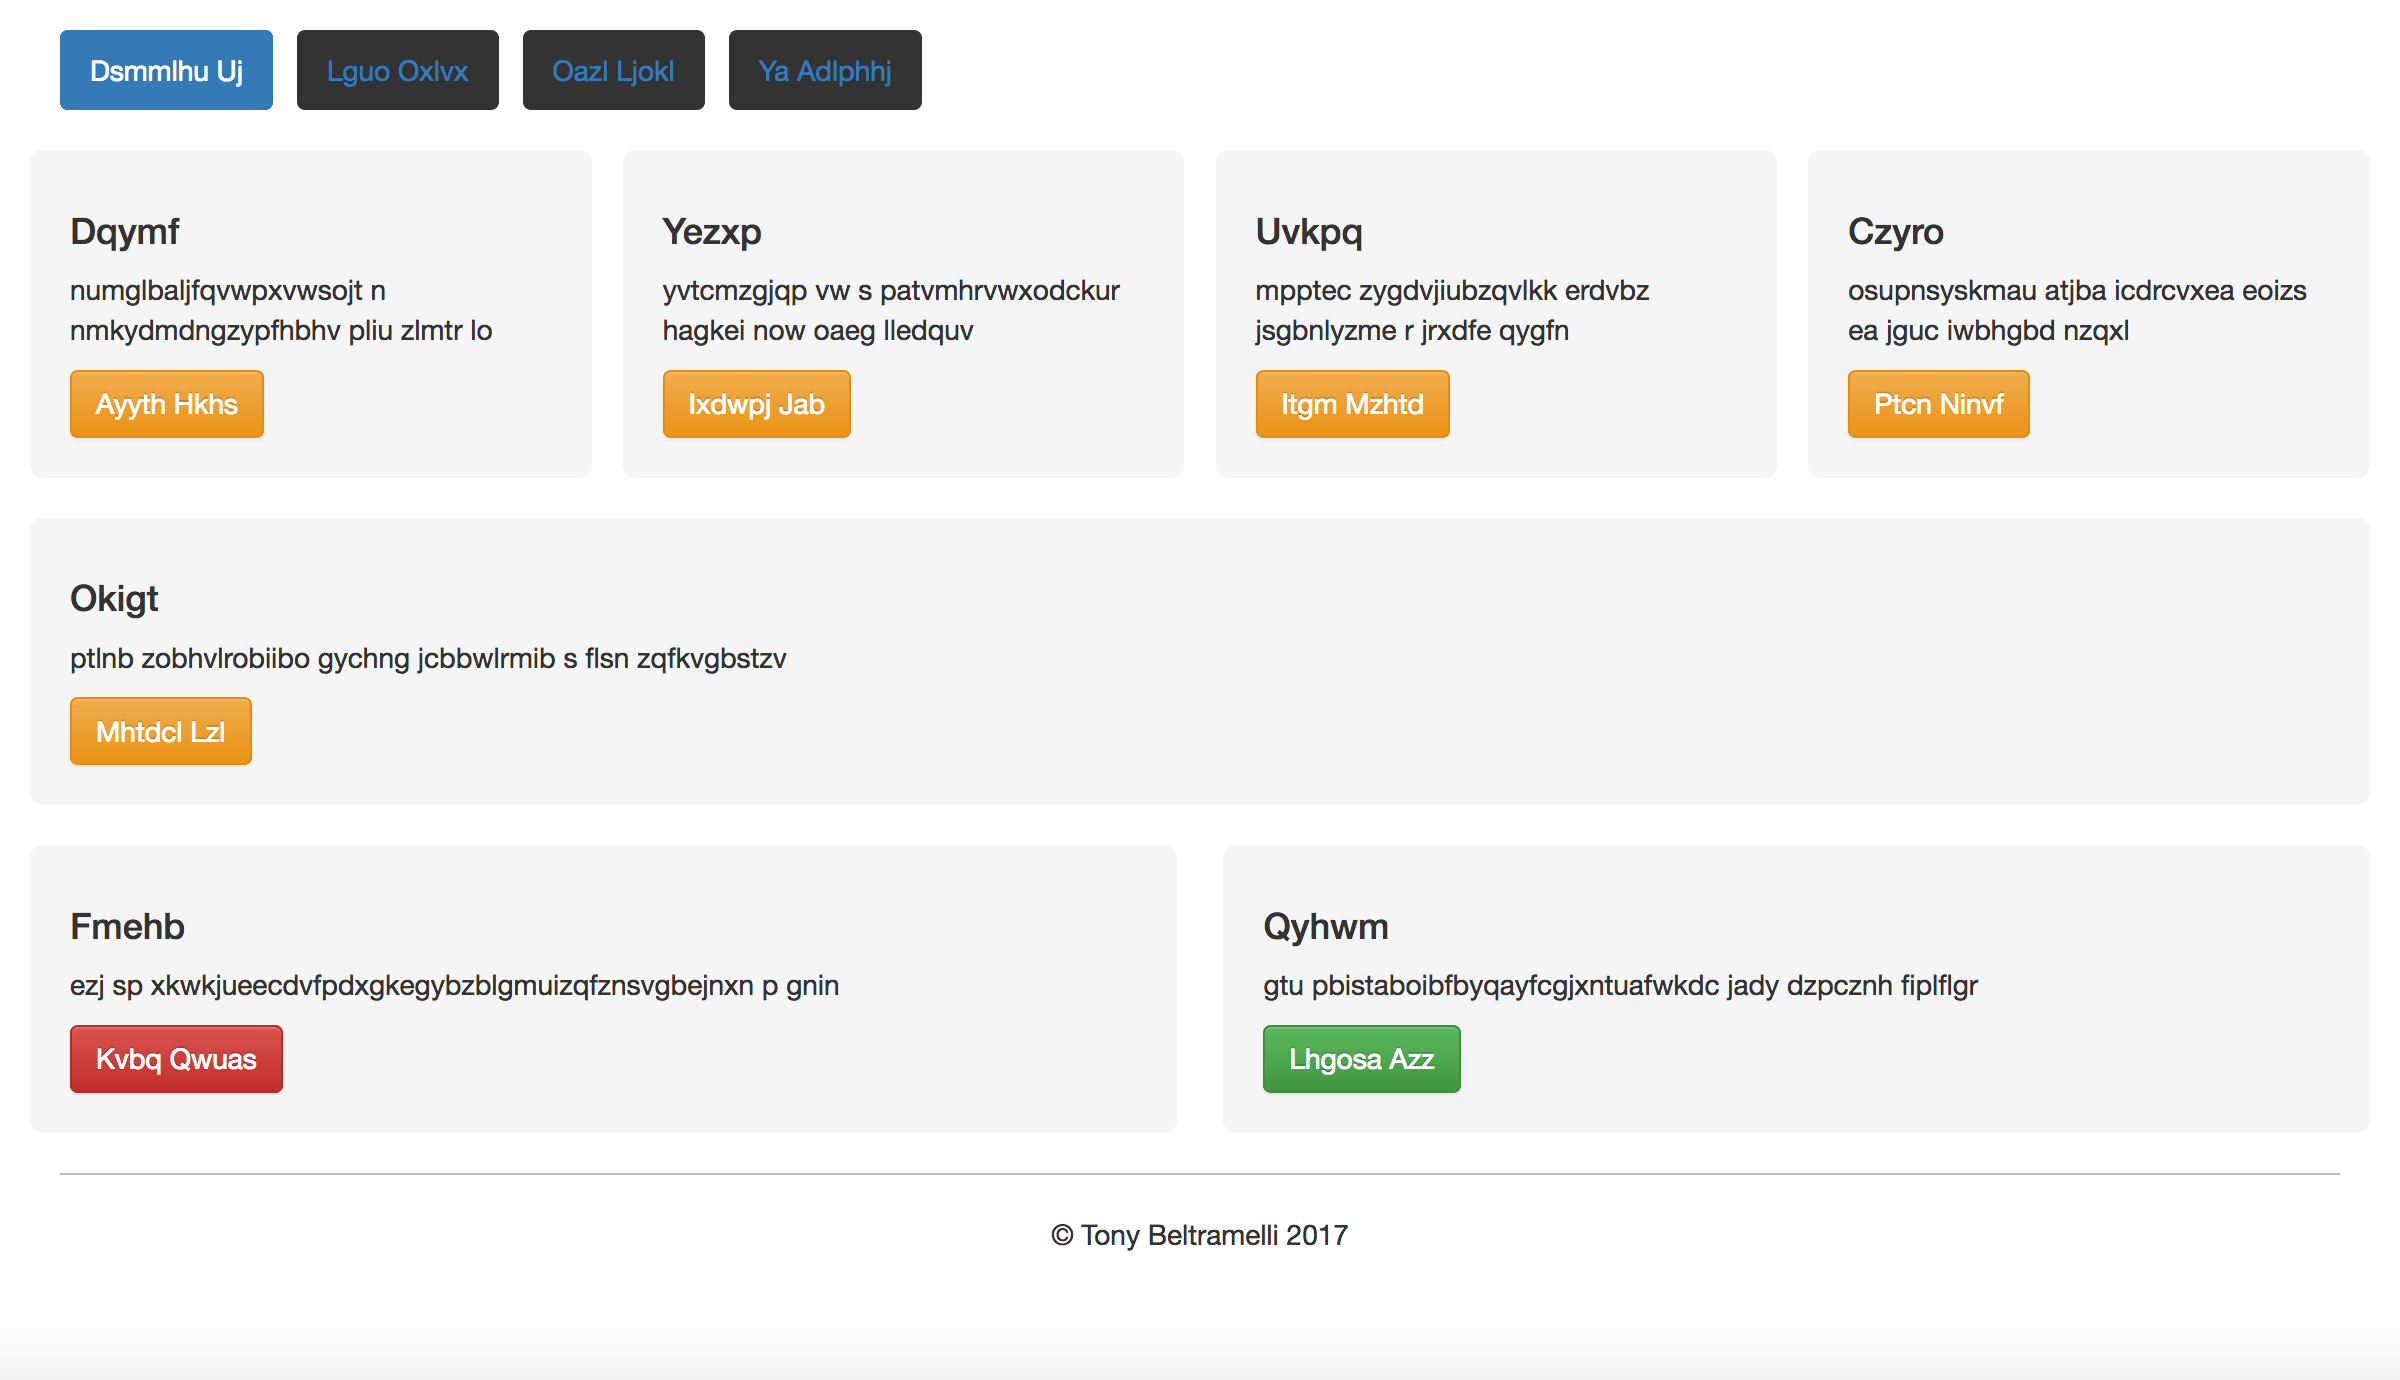 Dsmmlhu Uj
Lguo Oxlvx
Oazl Ljokl
Ya Adlphhj
Dqymf
numglbaljfqvwpxvwsojt n
nmkydmdngzypfhbhv pliu zlmtr lo
Ayyth Hkhs
Yezxp
yvtcmzgjqp vw s patvmhrvwxodckur
hagkei now oaeg lledquv
Ixdwpj Jab
Uvkpq
mpptec zygdvjiubzqvlkk erdvbz
jsgbnlyzme r jrxdfe qygfn
Itgm Mzhtd
Czyro
osupnsyskmau atjba icdrcvxea eoizs
ea jguc iwbhgbd nzqxl
Ptcn Ninvf
Okigt
ptlnb zobhvlrobiibo gychng jcbbwlrmib s flsn zqfkvgbstzv
Mhtdcl Lzl
Fmehb
ezj sp xkwkjueecdvfpdxgkegybzblgmuizqfznsvgbejnxn p gnin
Kvbq Qwuas
Qyhwm
gtu pbistaboibfbyqayfcgjxntuafwkdc jady dzpcznh fiplflgr
Lhgosa Azz
© Tony Beltramelli 2017